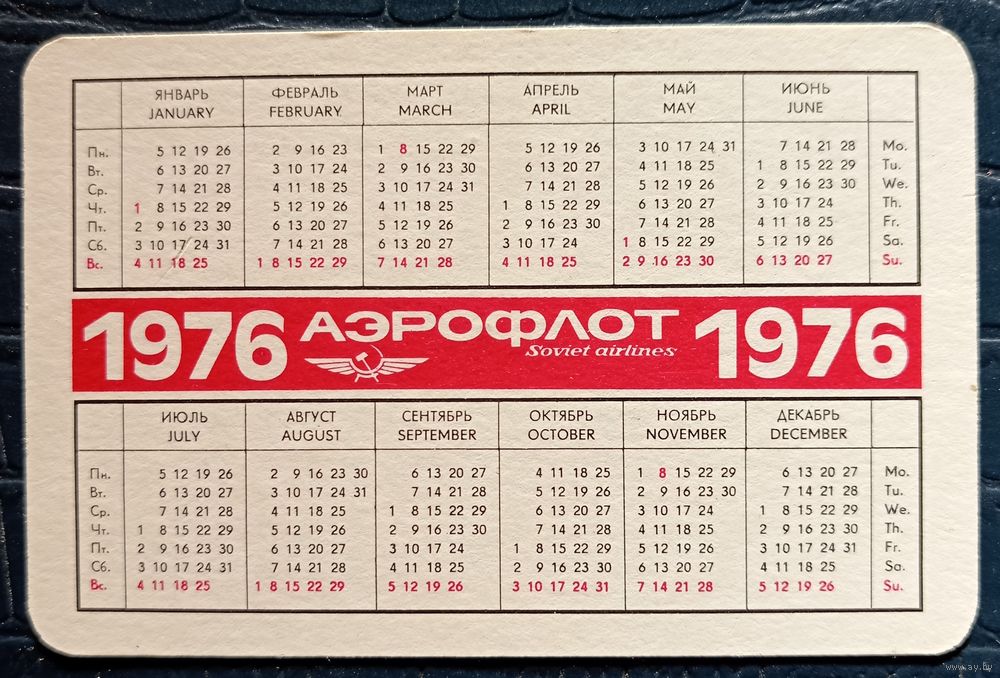 ЯНВАРЬ ФЕВРАЛЬ МАРТ АПРЕЛЬ МАЙ ИЮНЬ
JANUARY FEBRUARY MARCH APRIL MAY JUNE
Пн. 5 12 19 26 2 9 16 23 1 8 15 22 29 5 12 19 26 3 10 17 24 31 7 14 21 28 Mo.
Вт. 6 13 20 27 3 10 17 24 2 9 16 23 30 6 13 20 27 4 11 18 25 1 8 15 22 29 Tu.
Ср. 7 14 21 28 4 11 18 25 3 10 17 24 31 7 14 21 28 5 12 19 26 2 9 16 23 30 We.
Чт. 1 8 15 22 29 5 12 19 26 4 11 18 25 1 8 15 22 29 6 13 20 27 3 10 17 24 Th.
Пт. 2 9 16 23 30 6 13 20 27 5 12 19 26 2 9 16 23 30 7 14 21 28 4 11 18 25 Fr.
Сб. 3 10 17 24 31 7 14 21 28 6 13 20 27 3 10 17 24 1 8 15 22 29 5 12 19 26 Sa.
Вс. 4 11 18 25 1 8 15 22 29 7 14 21 28 4 11 18 25 2 9 16 23 30 6 13 20 27 Su.
1976 АЭРОФЛОТ 1976
Soviet airlines
ИЮЛЬ АВГУСТ СЕНТЯБРЬ ОКТЯБРЬ НОЯБРЬ ДЕКАБРЬ
JULY AUGUST SEPTEMBER OCTOBER NOVEMBER DECEMBER
Пн. 5 12 19 26 2 9 16 23 30 6 13 20 27 4 11 18 25 1 8 15 22 29 6 13 20 27 Mo.
Вт. 6 13 20 27 3 10 17 24 31 7 14 21 28 5 12 19 26 2 9 16 23 30 7 14 21 28 Tu.
Ср. 7 14 21 28 4 11 18 25 1 8 15 22 29 6 13 20 27 3 10 17 24 1 8 15 22 29 We.
Чт. 1 8 15 22 29 5 12 19 26 2 9 16 23 30 7 14 21 28 4 11 18 25 2 9 16 23 30 Th.
Пт. 2 9 16 23 30 6 13 20 27 3 10 17 24 1 8 15 22 29 5 12 19 26 3 10 17 24 31 Fr.
Сб. 3 10 17 24 31 7 14 21 28 4 11 18 25 2 9 16 23 30 6 13 20 27 4 11 18 25 Sa.
Вс. 4 11 18 25 1 8 15 22 29 5 12 19 26 3 10 17 24 31 7 14 21 28 5 12 19 26 Su.
www.ay.by